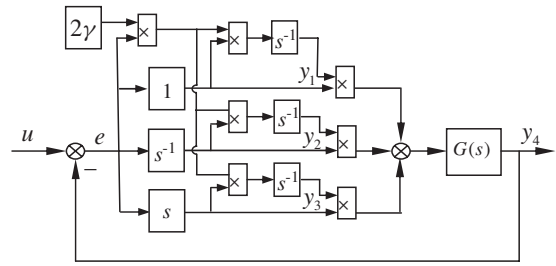 2γ
×
×
s⁻¹
y₁
1
×
×
s⁻¹
u
e
s⁻¹
y₂
×
G(s)
y₄
−
×
s⁻¹
s
y₃
×